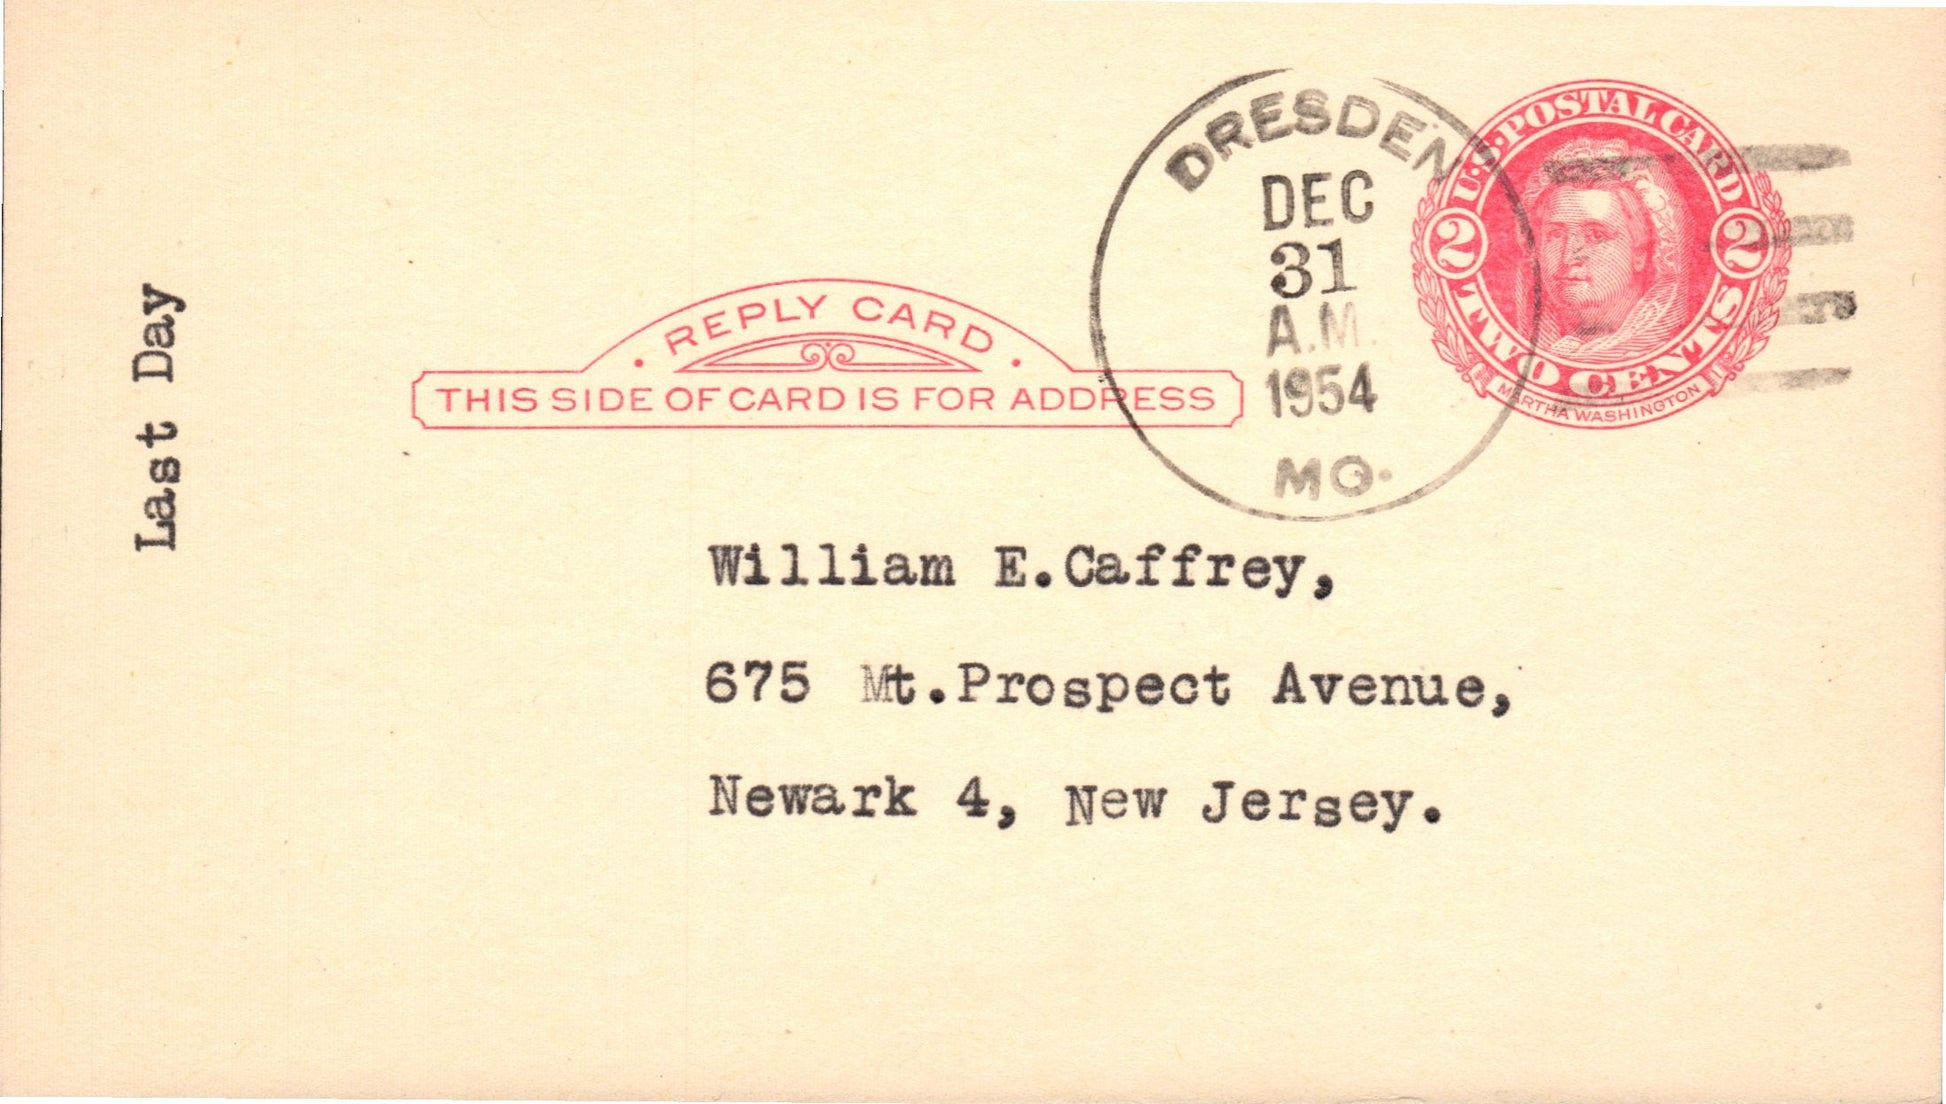 Last Day
REPLY CARD
THIS SIDE OF CARD IS FOR ADDRESS
DRESDEN
DEC
31
A.M.
1954
MO.
U.S. POSTAL CARD
2 2
TWO CENTS
MARTHA WASHINGTON
William E.Caffrey,
675 Mt.Prospect Avenue,
Newark 4, New Jersey.